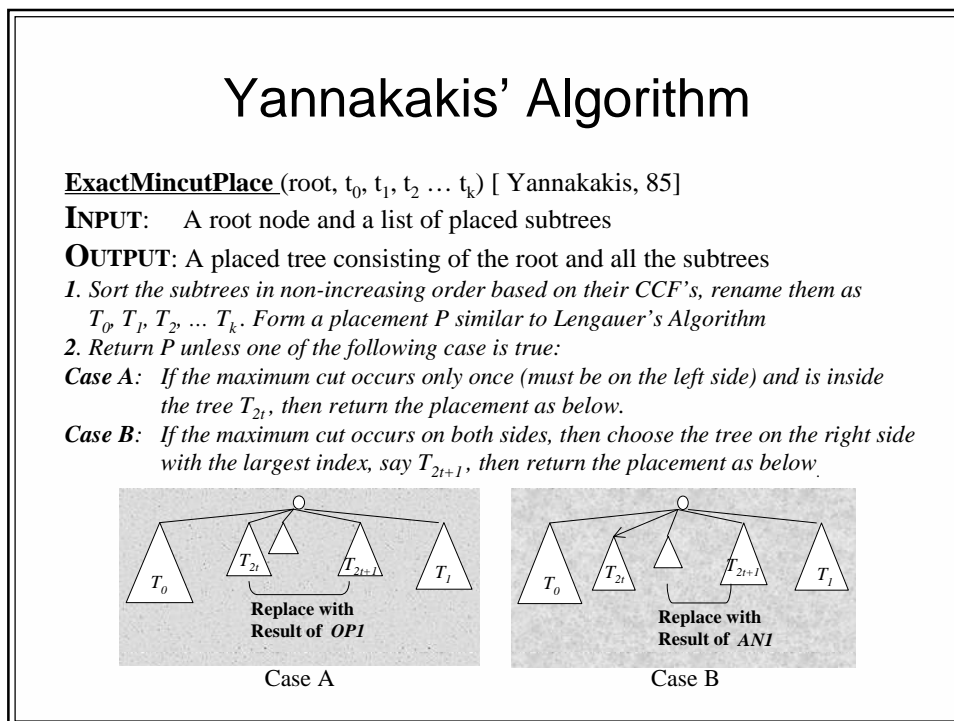 Yannakakis' Algorithm
ExactMincutPlace (root, t0, t1, t2 … tk) [ Yannakakis, 85]
INPUT: A root node and a list of placed subtrees
OUTPUT: A placed tree consisting of the root and all the subtrees
1. Sort the subtrees in non-increasing order based on their CCF's, rename them as
T0, T1, T2, ... Tk. Form a placement P similar to Lengauer's Algorithm
2. Return P unless one of the following case is true:
Case A: If the maximum cut occurs only once (must be on the left side) and is inside
the tree T2t, then return the placement as below.
Case B: If the maximum cut occurs on both sides, then choose the tree on the right side
with the largest index, say T2t+1, then return the placement as below.
T0 T2t T2t+1 T1
Replace with
Result of OP1
Case A
T0 T2t T2t+1 T1
Replace with
Result of AN1
Case B